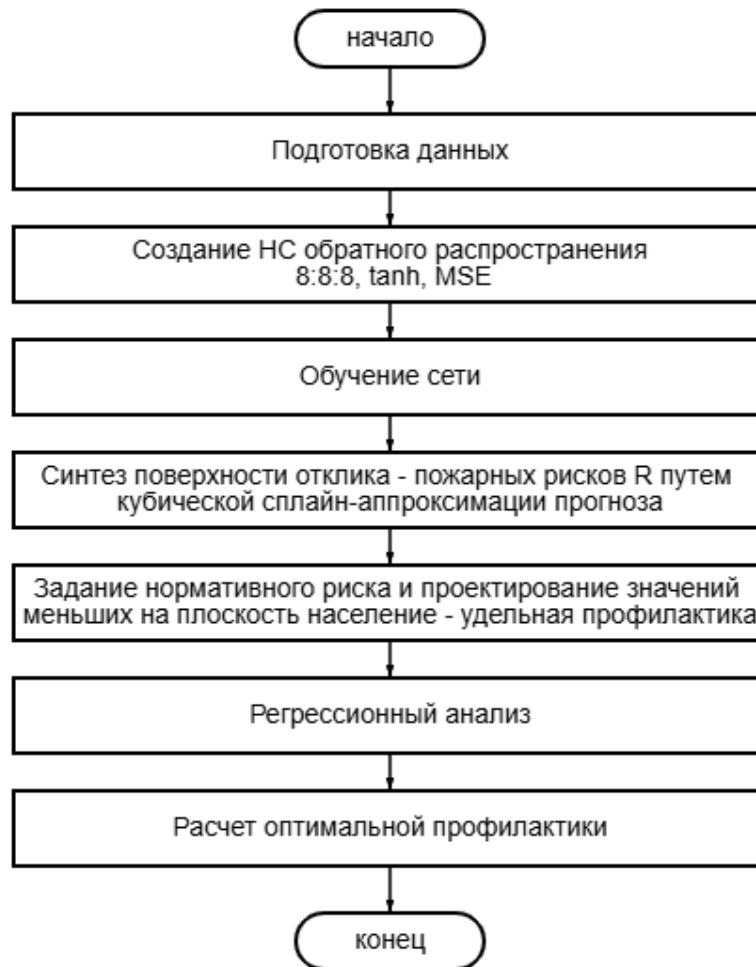 начало
Подготовка данных
Создание НС обратного распространения
8:8:8, tanh, MSE
Обучение сети
Синтез поверхности отклика - пожарных рисков R путем
кубической сплайн-аппроксимации прогноза
Задание нормативного риска и проектирование значений
меньших на плоскость население - удельная профилактика
Регрессионный анализ
Расчет оптимальной профилактики
конец